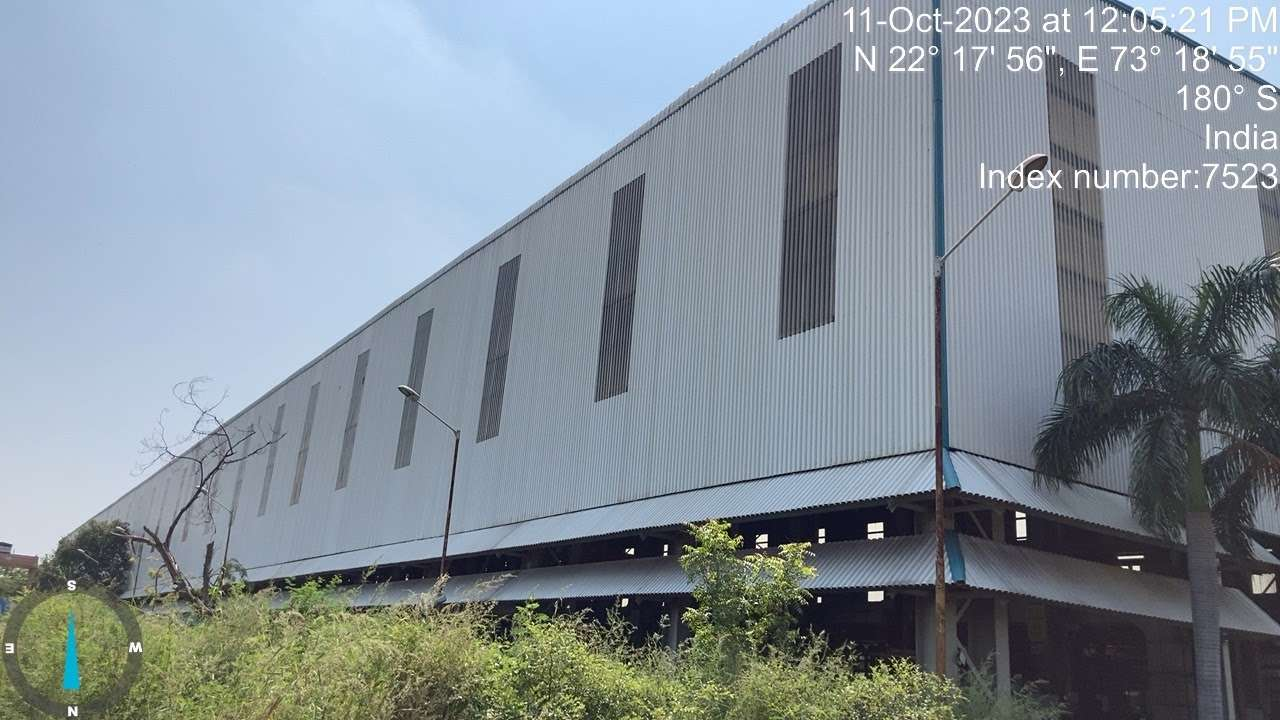 11-Oct-2023 at 12:05:21 PM
N 22° 17' 56", E 73° 18' 55"
180° S
India
Index number:7523
S
E W
N